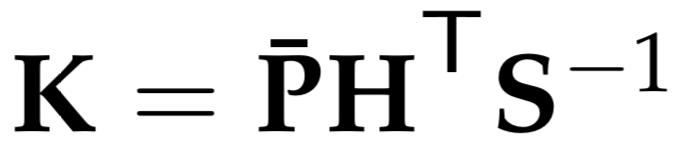 K = P̄Hᵀ S⁻¹